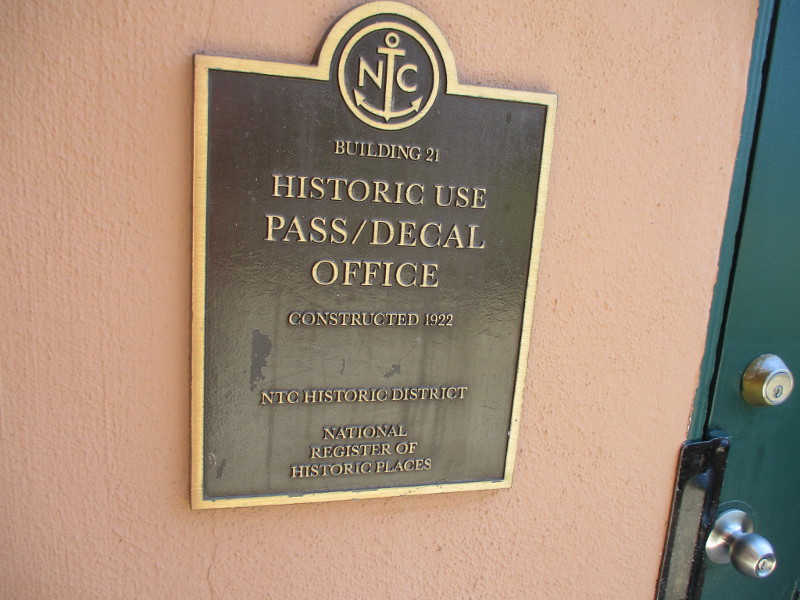 NTC
BUILDING 21
HISTORIC USE
PASS/DECAL
OFFICE
CONSTRUCTED 1922
NTC HISTORIC DISTRICT
NATIONAL
REGISTER OF
HISTORIC PLACES